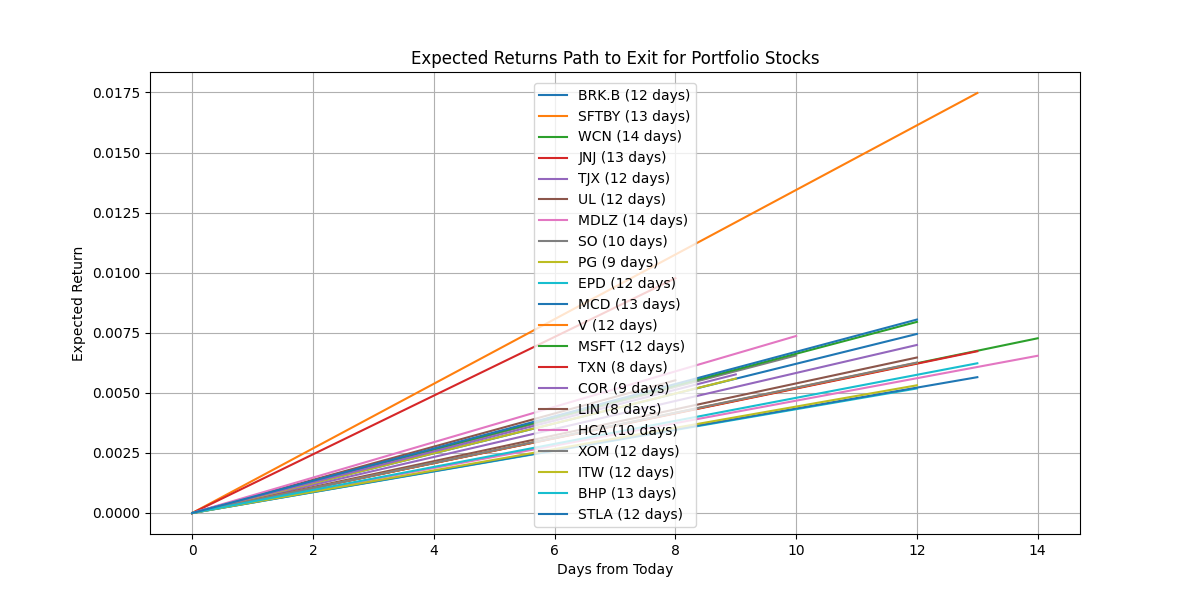 Expected Returns Path to Exit for Portfolio Stocks
Expected Return
0.0175
0.0150
0.0125
0.0100
0.0075
0.0050
0.0025
0.0000
BRK.B (12 days)
SFTBY (13 days)
WCN (14 days)
JNJ (13 days)
TJX (12 days)
UL (12 days)
MDLZ (14 days)
SO (10 days)
PG (9 days)
EPD (12 days)
MCD (13 days)
V (12 days)
MSFT (12 days)
TXN (8 days)
COR (9 days)
LIN (8 days)
HCA (10 days)
XOM (12 days)
ITW (12 days)
BHP (13 days)
STLA (12 days)
0 2 4 6 8 10 12 14
Days from Today